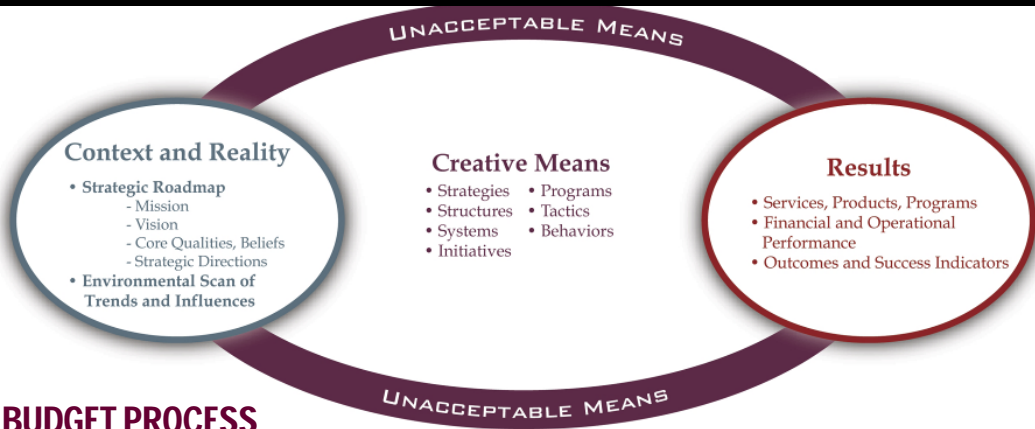 UNACCEPTABLE MEANS
Context and Reality
• Strategic Roadmap
- Mission
- Vision
- Core Qualities, Beliefs
- Strategic Directions
• Environmental Scan of
Trends and Influences
Creative Means
• Strategies • Programs
• Structures • Tactics
• Systems • Behaviors
• Initiatives
Results
• Services, Products, Programs
• Financial and Operational
Performance
• Outcomes and Success Indicators
UNACCEPTABLE MEANS
BUDGET PROCESS